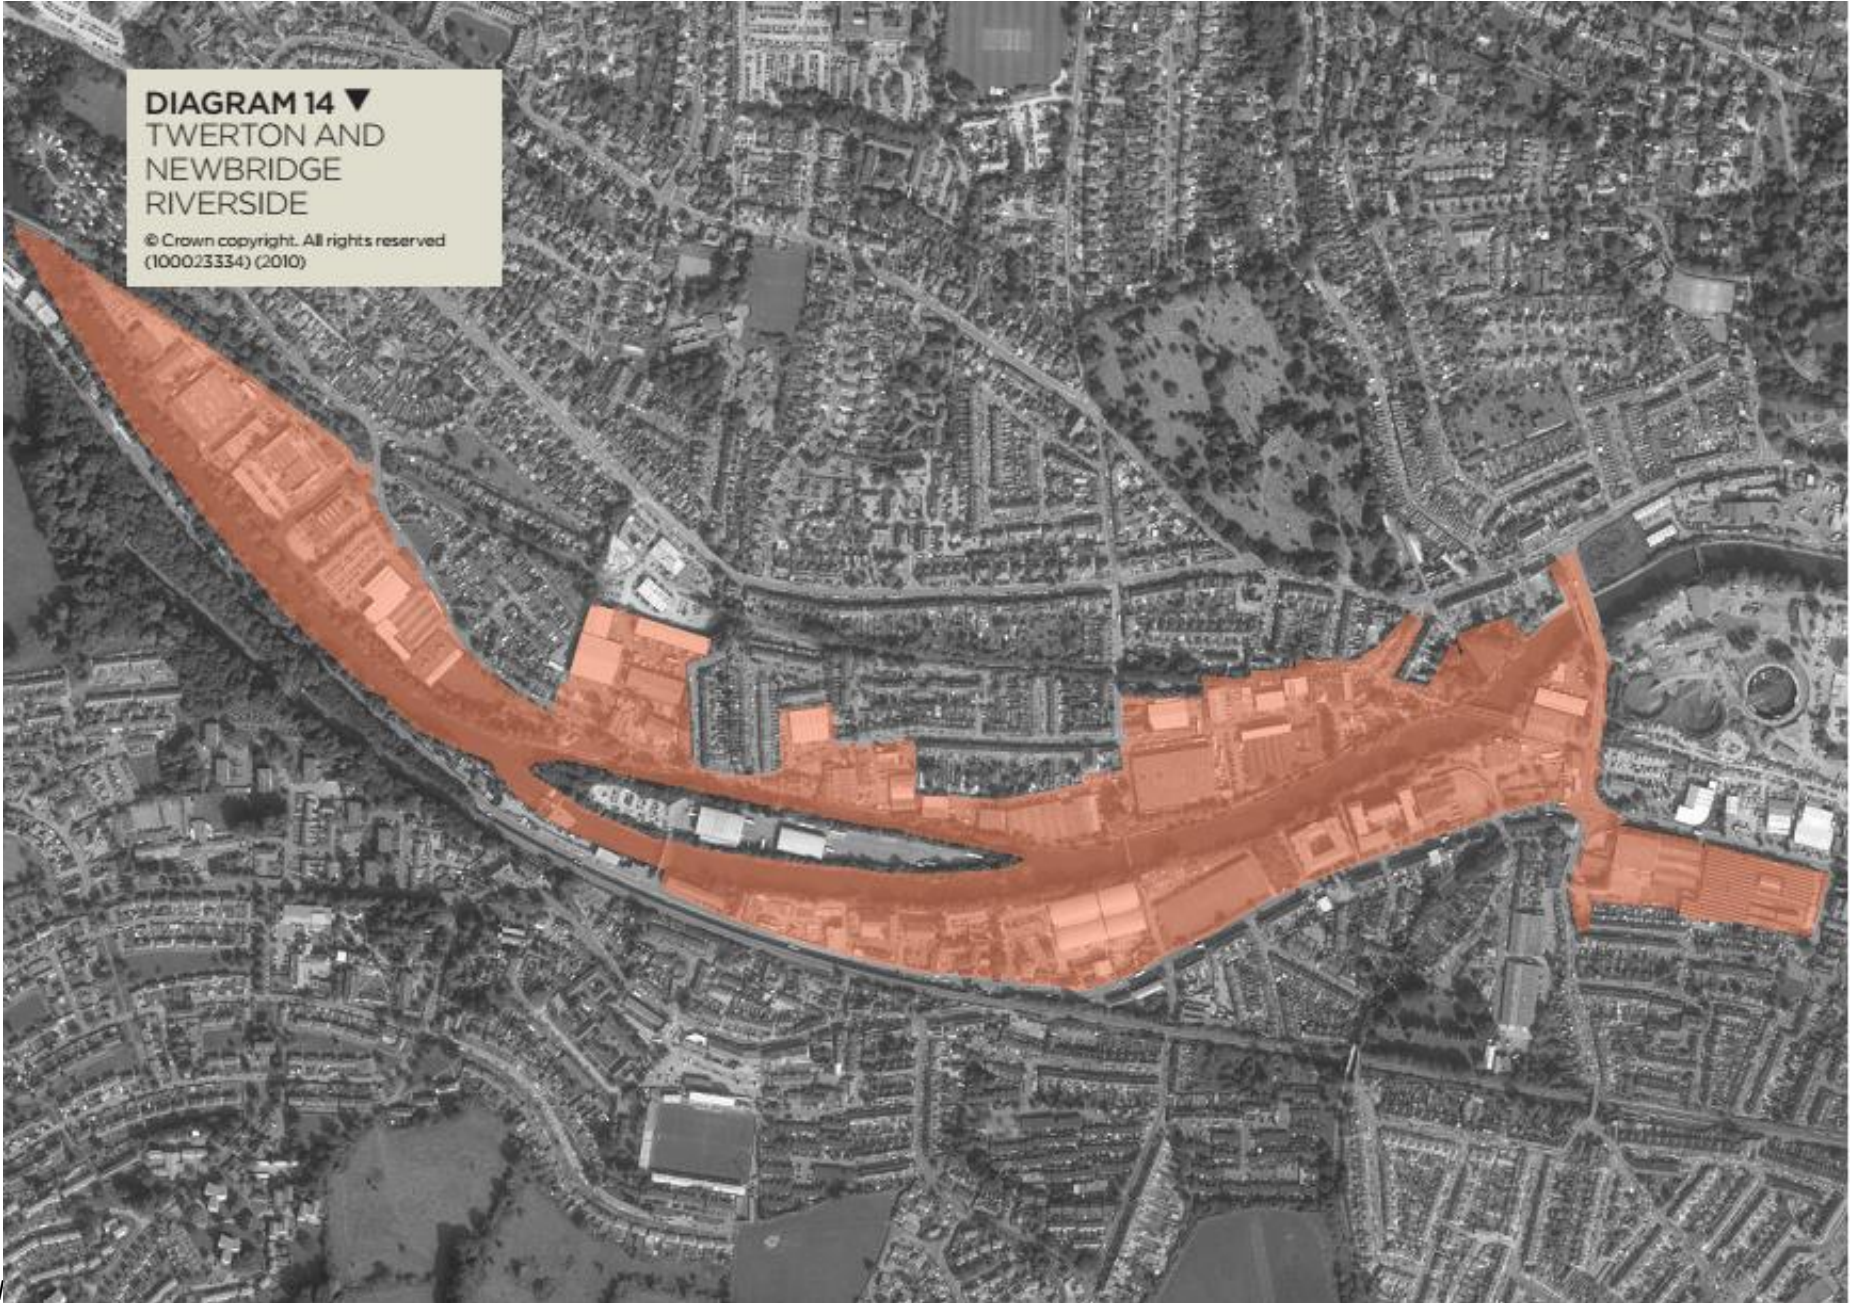 DIAGRAM 14 ▼
TWERTON AND
NEWBRIDGE
RIVERSIDE
© Crown copyright. All rights reserved
(100023334) (2010)